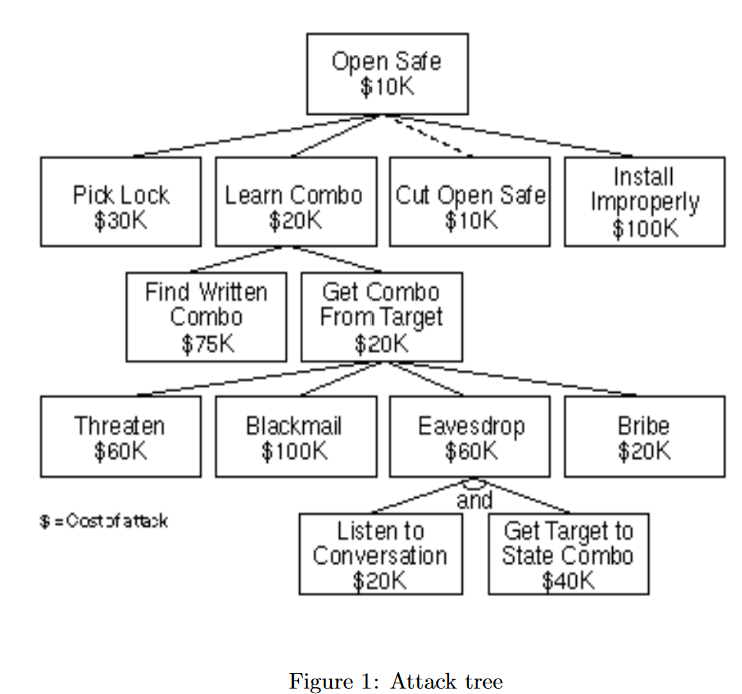 Open Safe
$10K
Pick Lock
$30K
Learn Combo
$20K
Cut Open Safe
$10K
Install
Improperly
$100K
Find Written
Combo
$75K
Get Combo
From Target
$20K
Threaten
$60K
Blackmail
$100K
Eavesdrop
$60K
Bribe
$20K
and
$ = Cost of attack
Listen to
Conversation
$20K
Get Target to
State Combo
$40K
Figure 1: Attack tree